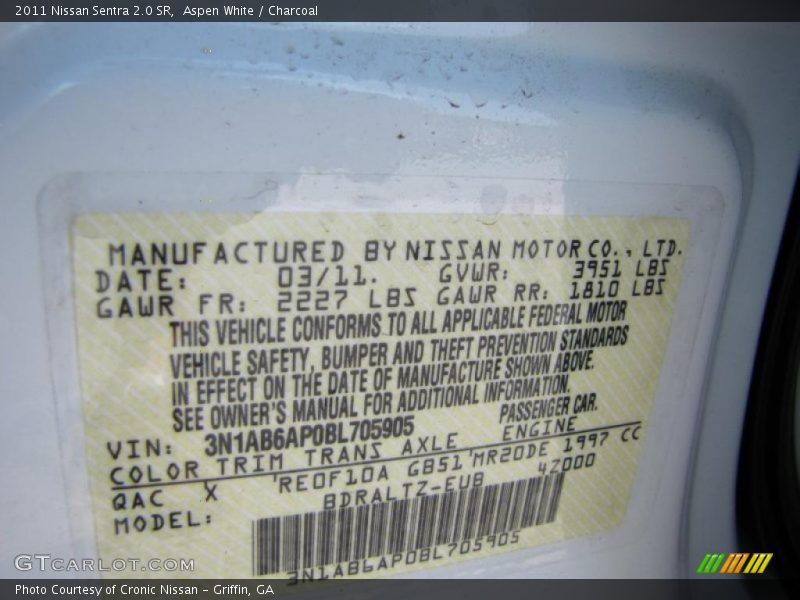 2011 Nissan Sentra 2.0 SR, Aspen White / Charcoal
MANUFACTURED BY NISSAN MOTOR CO., LTD.
DATE: 03/11. GVWR: 3951 LBS
GAWR FR: 2227 LBS GAWR RR: 1810 LBS
THIS VEHICLE CONFORMS TO ALL APPLICABLE FEDERAL MOTOR
VEHICLE SAFETY, BUMPER AND THEFT PREVENTION STANDARDS
IN EFFECT ON THE DATE OF MANUFACTURE SHOWN ABOVE.
SEE OWNER'S MANUAL FOR ADDITIONAL INFORMATION.
VIN: 3N1AB6AP0BL705905 PASSENGER CAR.
COLOR TRIM TRANS AXLE ENGINE
QAC X 'RE0F10A GB51'MR20DE 1997 CC
MODEL: BDRALTZ-EUB 42000
3N1AB6AP0BL705905
GTCARLOT.COM
Photo Courtesy of Cronic Nissan – Griffin, GA